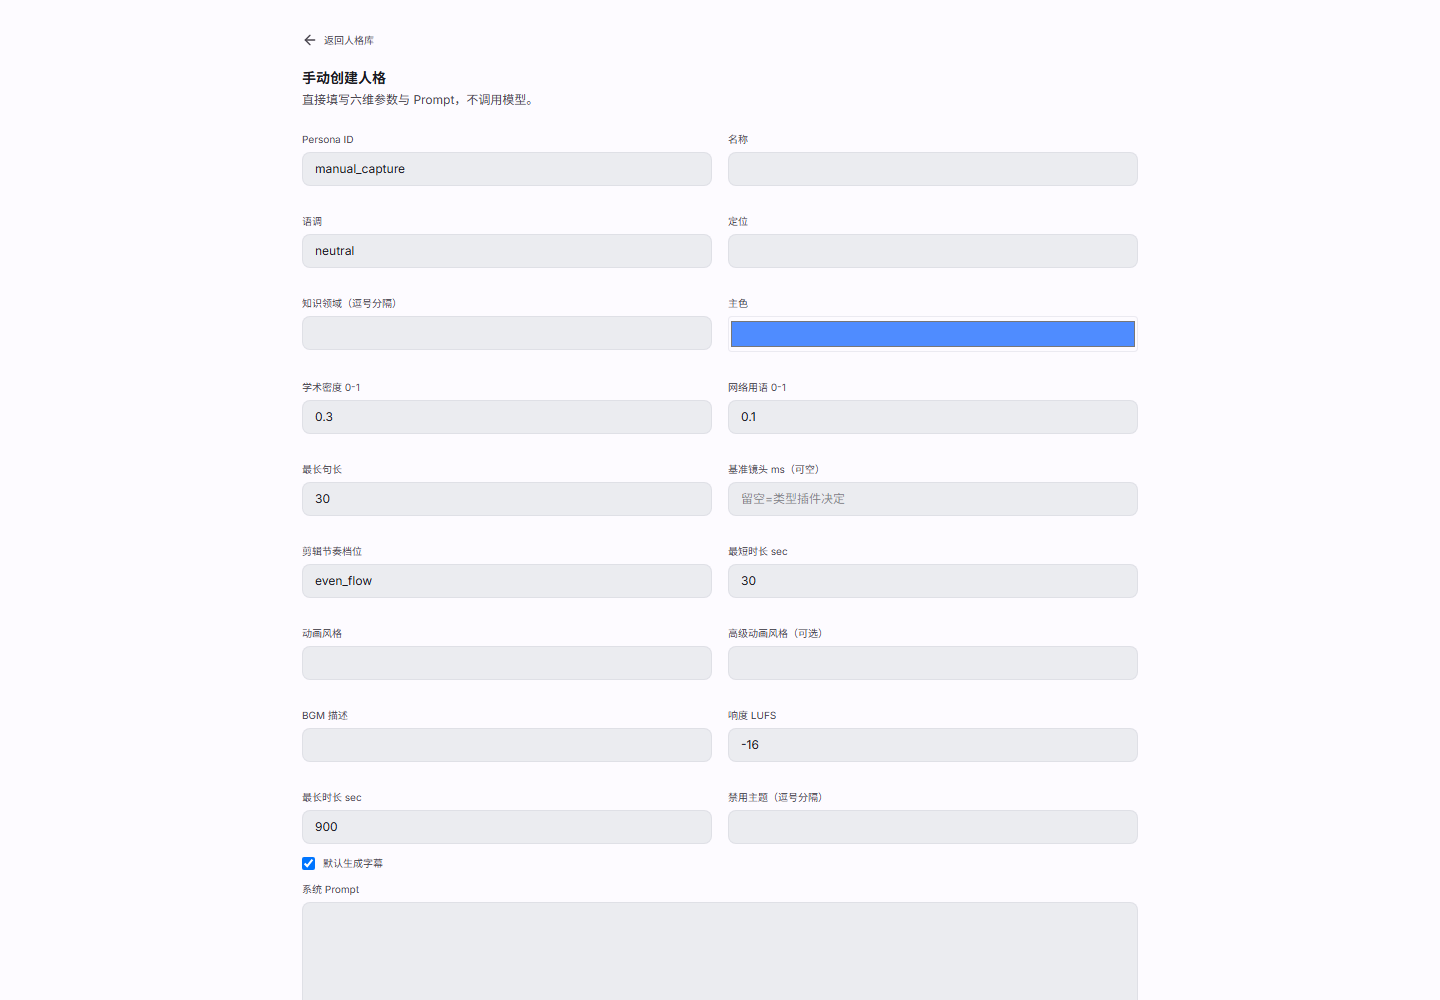 返回人格库
手动创建人格
直接填写六维参数与 Prompt，不调用模型。
Persona ID
名称
manual_capture
语调
定位
neutral
知识领域（逗号分隔）
主色
学术密度 0-1
网络用语 0-1
0.3
0.1
最长句长
基准镜头 ms（可空）
30
留空=类型插件决定
剪辑节奏档位
最短时长 sec
even_flow
30
动画风格
高级动画风格（可选）
BGM 描述
响度 LUFS
-16
最长时长 sec
禁用主题（逗号分隔）
900
默认生成字幕
系统 Prompt